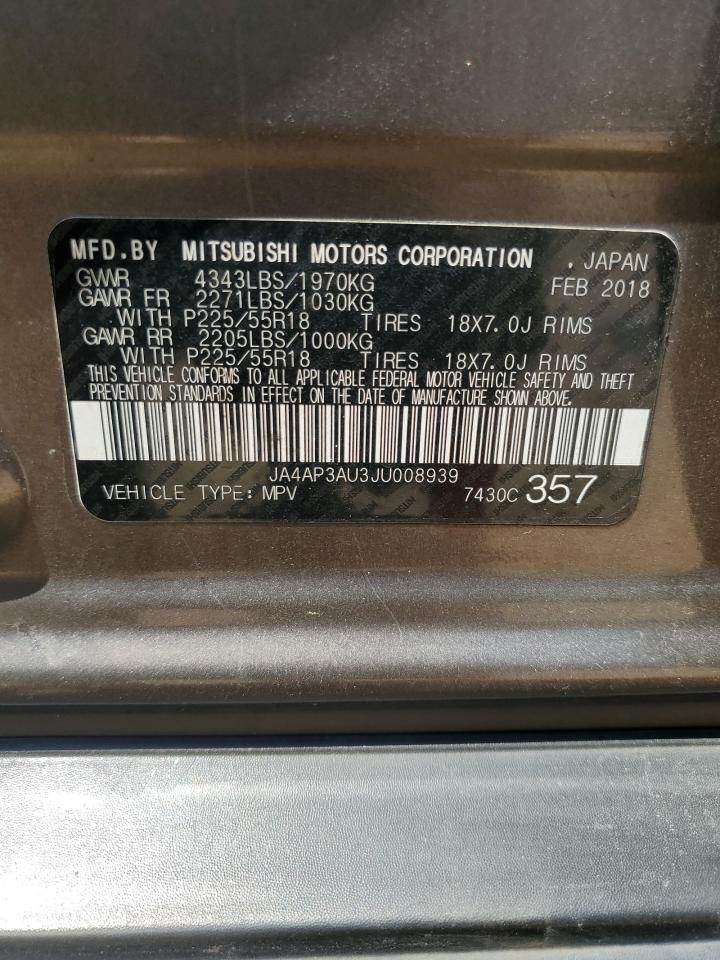 MFD.BY MITSUBISHI MOTORS CORPORATION . JAPAN
GVWR 4343LBS/1970KG FEB 2018
GAWR FR 2271LBS/1030KG
WITH P225/55R18 TIRES 18X7.0J RIMS
GAWR RR 2205LBS/1000KG
WITH P225/55R18 TIRES 18X7.0J RIMS
THIS VEHICLE CONFORMS TO ALL APPLICABLE FEDERAL MOTOR VEHICLE SAFETY AND THEFT
PREVENTION STANDARDS IN EFFECT ON THE DATE OF MANUFACTURE SHOWN ABOVE.
JA4AP3AU3JU008939
VEHICLE TYPE: MPV 7430C 357